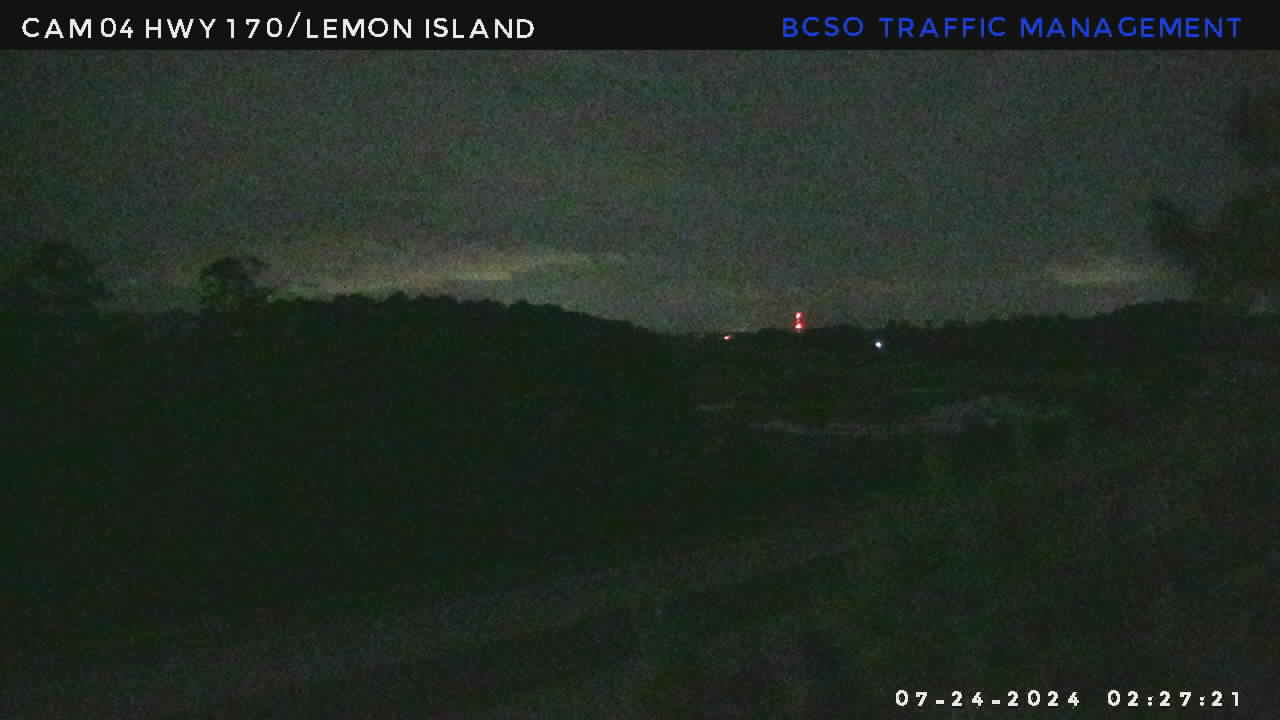 CAM 04 HWY 170/LEMON ISLAND
BCSO TRAFFIC MANAGEMENT
07-24-2024 02:27:21